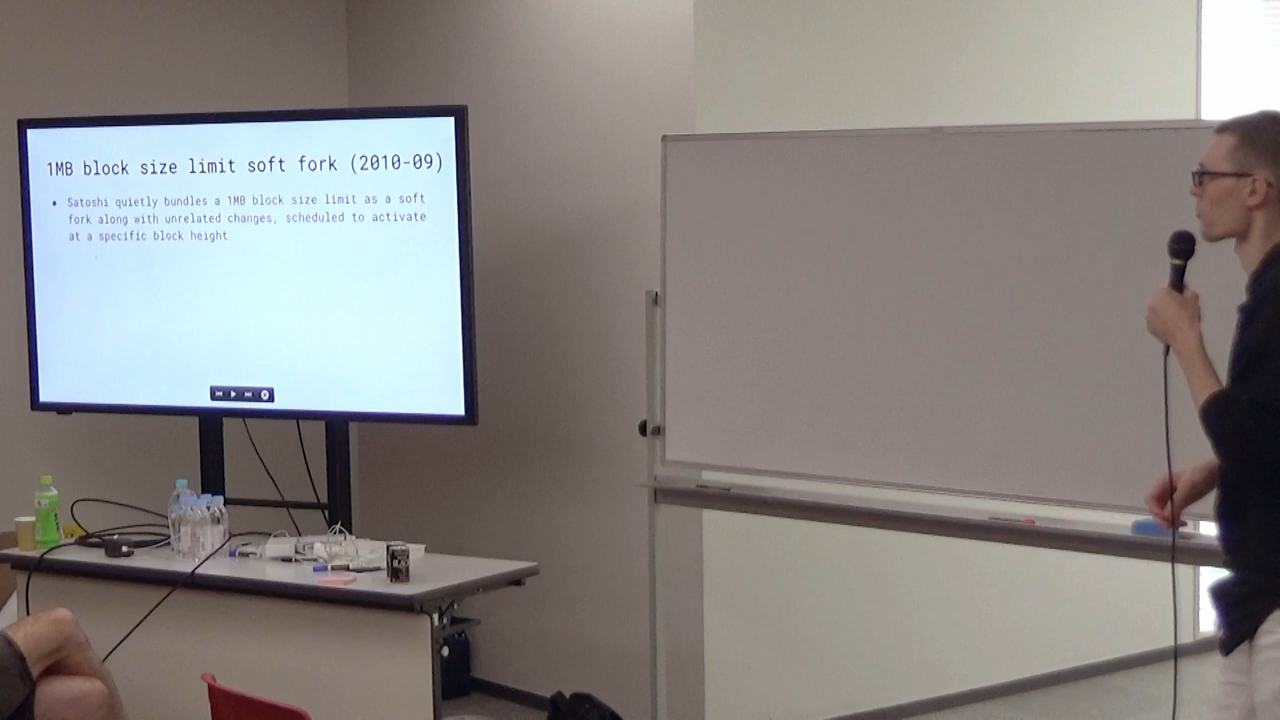 1MB block size limit soft fork (2010-09)
• Satoshi quietly bundles a 1MB block size limit as a soft
fork along with unrelated changes, scheduled to activate
at a specific block height